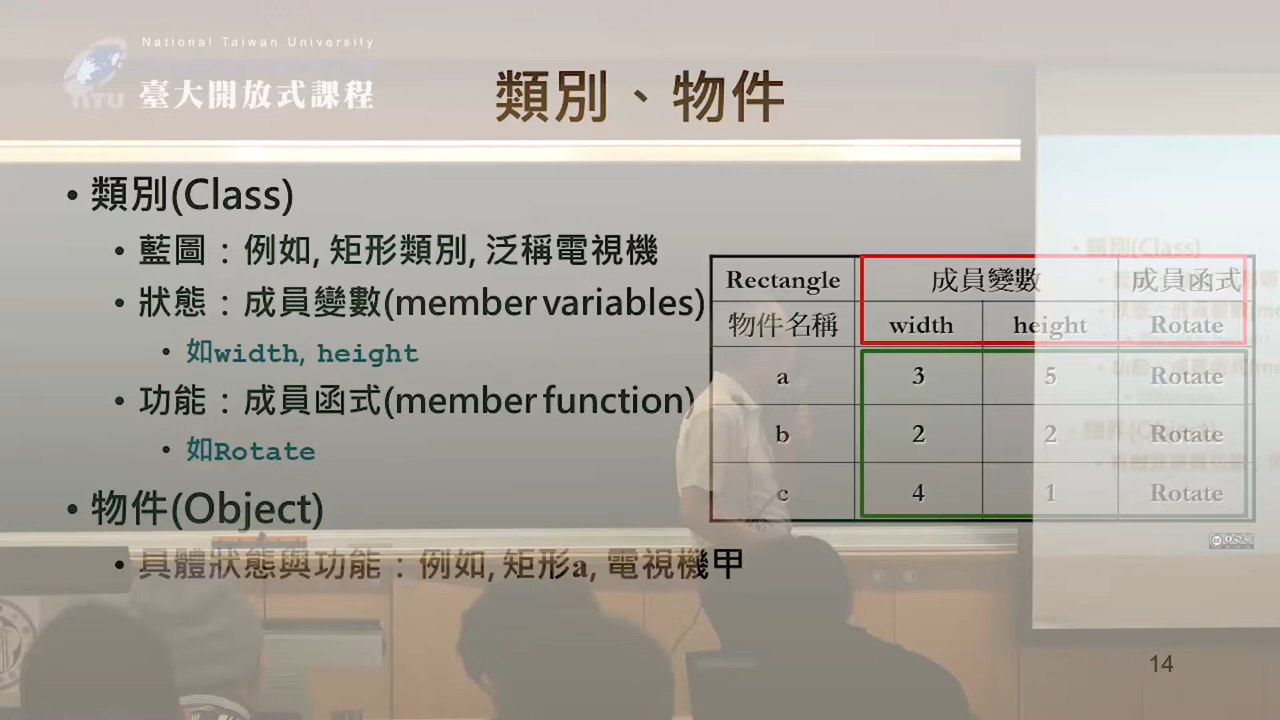 National Taiwan University
臺大開放式課程
NTU
類別、物件
• 類別(Class)
• 藍圖：例如, 矩形類別, 泛稱電視機
• 狀態：成員變數(member variables)
• 如width, height
• 功能：成員函式(member function)
• 如Rotate
• 物件(Object)
• 具體狀態與功能：例如, 矩形a, 電視機甲
Rectangle 成員變數 成員函式
物件名稱 width height Rotate
a 3 5 Rotate
b 2 2 Rotate
c 4 1 Rotate
• 類別(Class)
14